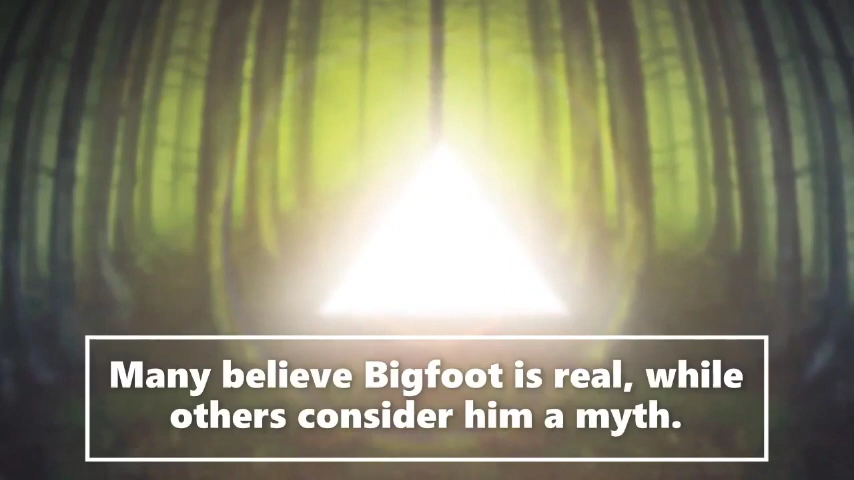 Many believe Bigfoot is real, while
others consider him a myth.